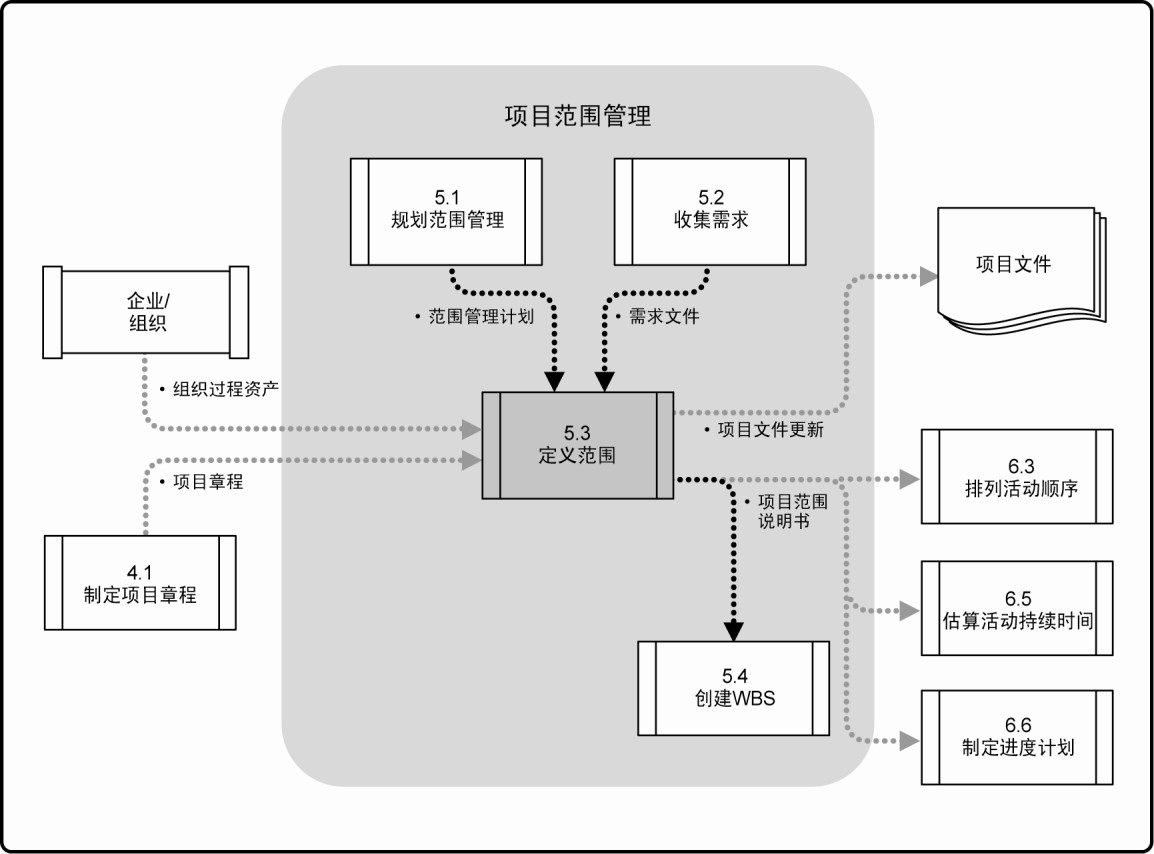 项目范围管理
5.1
规划范围管理
5.2
收集需求
企业/
组织
项目文件
• 范围管理计划
• 需求文件
• 组织过程资产
5.3
定义范围
• 项目文件更新
• 项目章程
6.3
排列活动顺序
• 项目范围
说明书
4.1
制定项目章程
6.5
估算活动持续时间
5.4
创建WBS
6.6
制定进度计划